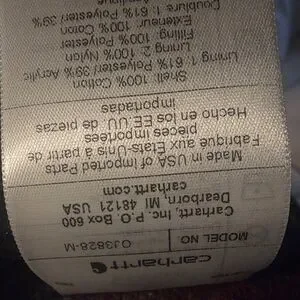 carhartt
MODEL NO. OJ3828-M
Carhartt, Inc. P.O. Box 600
Dearborn, MI 48121 USA
carhartt.com
Made in USA of Imported Parts
Fabriqué aux États-Unis à partir de
pièces importées
Hecho en los EE.UU. de piezas
importadas
Shell: 100% Cotton
Lining 1: 61% Polyester/ 39% Acrylic
Lining 2: 100% Nylon
Filling: 100% Polyester
Extérieur: 100% Coton
Doublure 1: 61% Polyester/ 39%